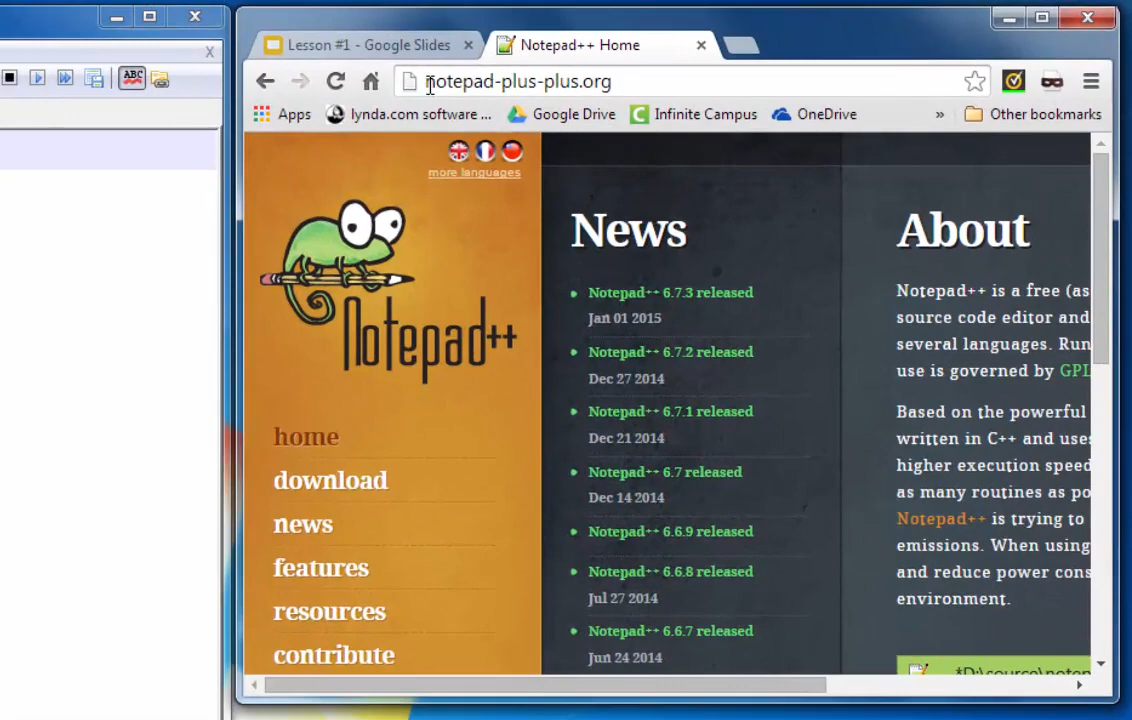 X
ABC
Lesson #1 - Google Slides
Notepad++ Home
notepad-plus-plus.org
Apps
lynda.com software ...
Google Drive
C
Infinite Campus
OneDrive
»
Other bookmarks
more languages
Notepad++
home
download
news
features
resources
contribute
News
Notepad++ 6.7.3 released
Jan 01 2015
Notepad++ 6.7.2 released
Dec 27 2014
Notepad++ 6.7.1 released
Dec 21 2014
Notepad++ 6.7 released
Dec 14 2014
Notepad++ 6.6.9 released
Notepad++ 6.6.8 released
Jul 27 2014
Notepad++ 6.6.7 released
Jun 24 2014
About
Notepad++ is a free (as
source code editor and
several languages. Run
use is governed by GPL
Based on the powerful
written in C++ and uses
higher execution speed
as many routines as po
Notepad++ is trying to
emissions. When using
and reduce power cons
environment.
*D:\source\notep